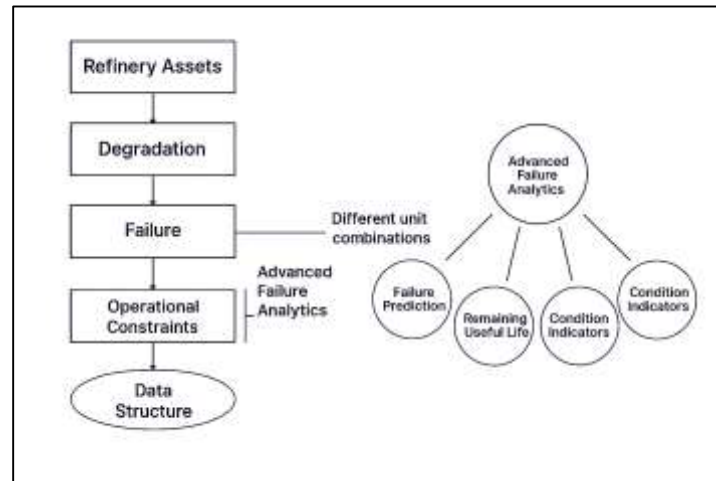 Refinery Assets
Degradation
Failure
Different unit
combinations
Operational
Constraints
Advanced
Failure
Analytics
Data
Structure
Advanced
Failure
Analytics
Failure
Prediction
Remaining
Useful Life
Condition
Indicators
Condition
Indicators